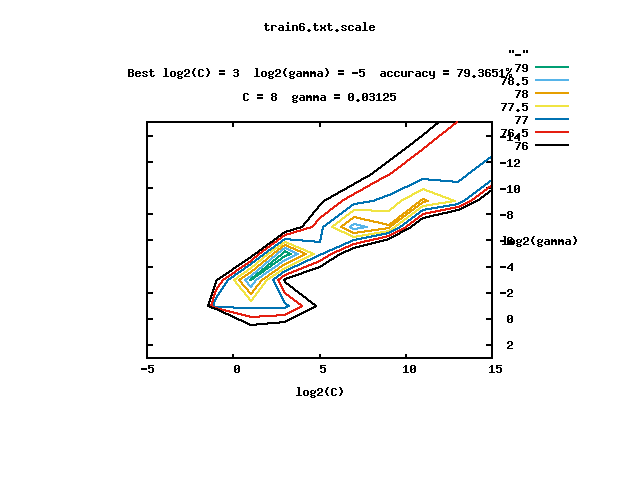 train6.txt.scale
"-"
Best log2(C) = 3  log2(gamma) = -5  accuracy = 79.3651%
79
78.5
78
C = 8  gamma = 0.03125
77.5
77
76.5
76
-14
-12
-10
-8
-6
log2(gamma)
-4
-2
0
2
-5 0 5 10 15
log2(C)